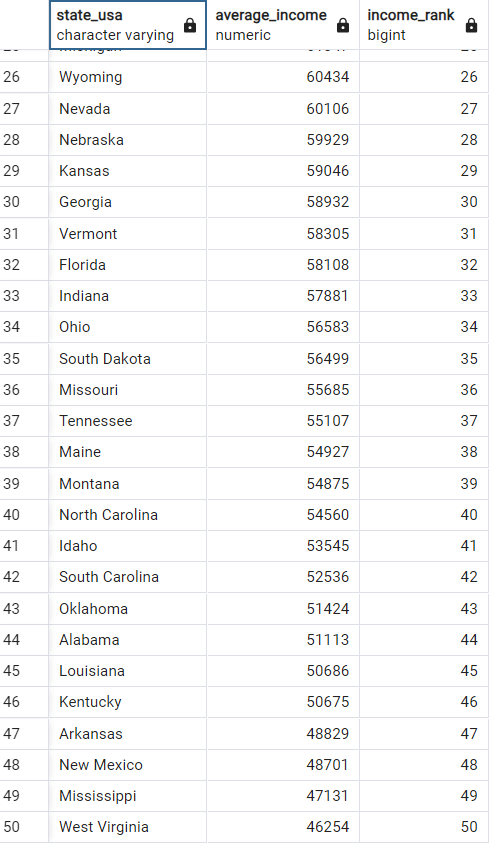 state_usa average_income income_rank
character varying numeric bigint
26 Wyoming 60434 26
27 Nevada 60106 27
28 Nebraska 59929 28
29 Kansas 59046 29
30 Georgia 58932 30
31 Vermont 58305 31
32 Florida 58108 32
33 Indiana 57881 33
34 Ohio 56583 34
35 South Dakota 56499 35
36 Missouri 55685 36
37 Tennessee 55107 37
38 Maine 54927 38
39 Montana 54875 39
40 North Carolina 54560 40
41 Idaho 53545 41
42 South Carolina 52536 42
43 Oklahoma 51424 43
44 Alabama 51113 44
45 Louisiana 50686 45
46 Kentucky 50675 46
47 Arkansas 48829 47
48 New Mexico 48701 48
49 Mississippi 47131 49
50 West Virginia 46254 50